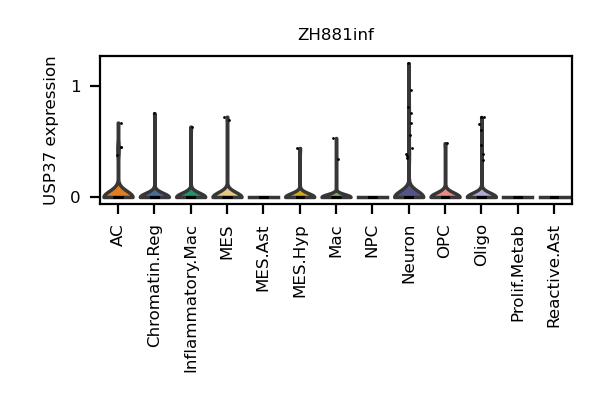 ZH881inf
USP37 expression
1
0
AC
Chromatin.Reg
Inflammatory.Mac
MES
MES.Ast
MES.Hyp
Mac
NPC
Neuron
OPC
Oligo
Prolif.Metab
Reactive.Ast